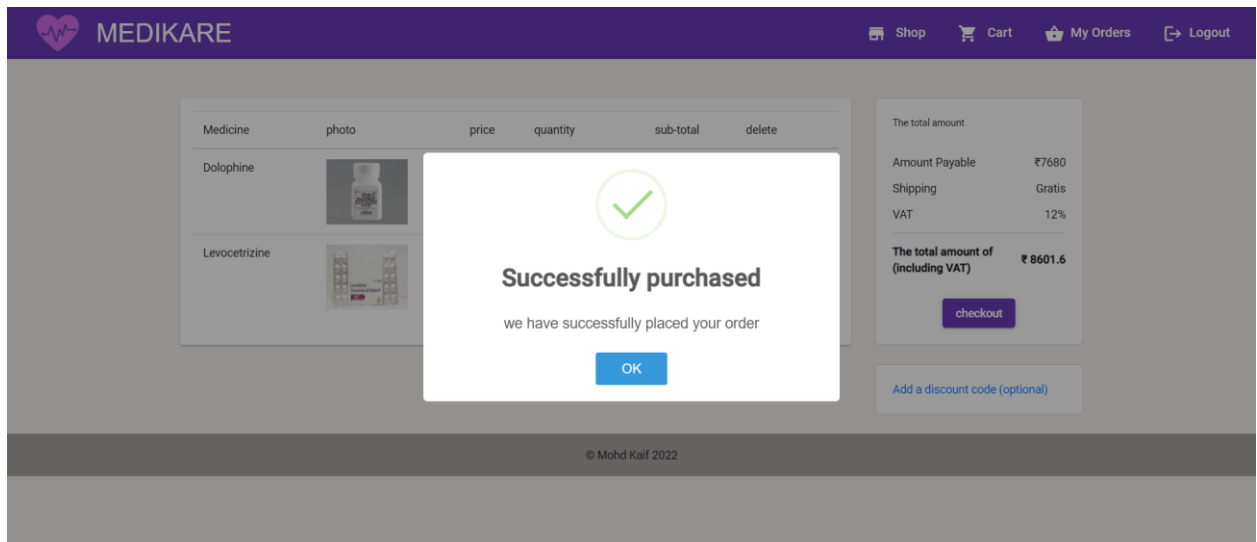 MEDIKARE
Shop
Cart
My Orders
Logout
Medicine photo price quantity sub-total delete
Dolophine
Levocetrizine
Successfully purchased
we have successfully placed your order
OK
The total amount
Amount Payable ₹7680
Shipping Gratis
VAT 12%
The total amount of
(including VAT) ₹ 8601.6
checkout
Add a discount code (optional)
© Mohd Kaif 2022